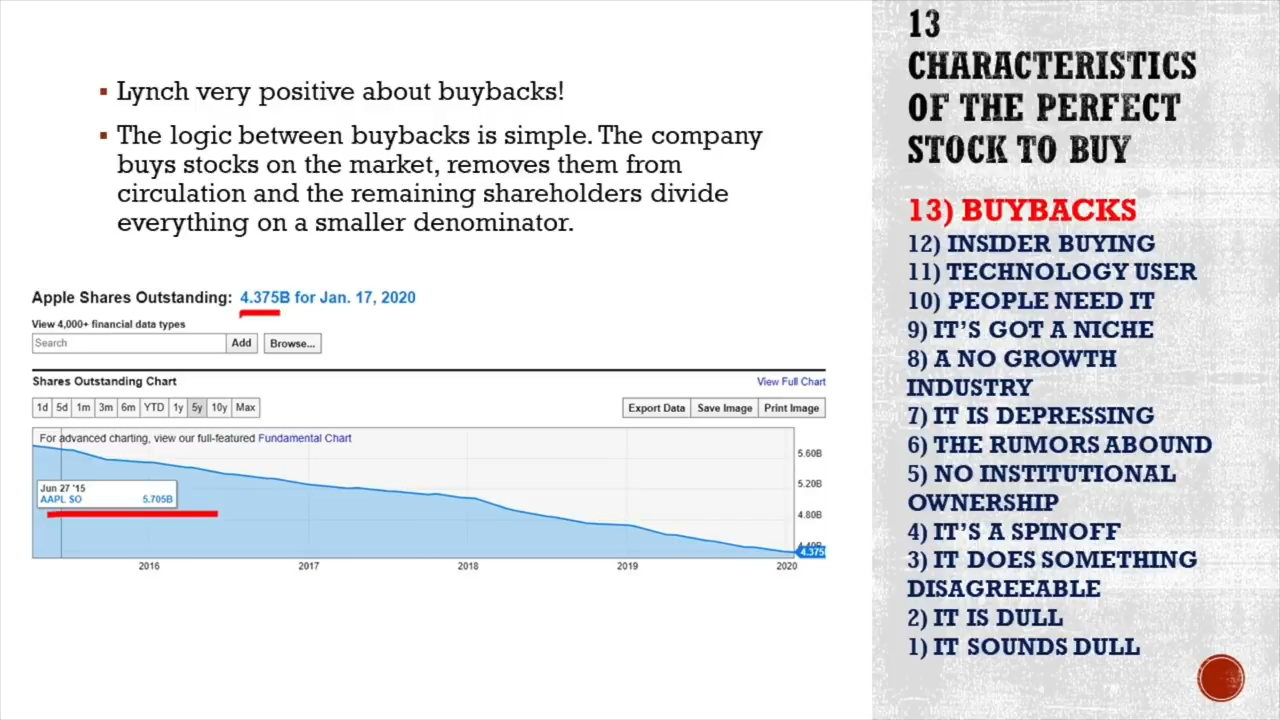 Lynch very positive about buybacks!
The logic between buybacks is simple. The company
buys stocks on the market, removes them from
circulation and the remaining shareholders divide
everything on a smaller denominator.
Apple Shares Outstanding: 4.375B for Jan. 17, 2020
View 4,000+ financial data types
Search Add Browse...
Shares Outstanding Chart View Full Chart
1d 5d 1m 3m 6m YTD 1y 5y 10y Max Export Data Save Image Print Image
For advanced charting, view our full-featured Fundamental Chart
5.60B
Jun 27 '15
5.20B
AAPL SO 5.705B
4.80B
4.40B
4.375
2016 2017 2018 2019 2020
13
CHARACTERISTICS
OF THE PERFECT
STOCK TO BUY
13) BUYBACKS
12) INSIDER BUYING
11) TECHNOLOGY USER
10) PEOPLE NEED IT
9) IT'S GOT A NICHE
8) A NO GROWTH
INDUSTRY
7) IT IS DEPRESSING
6) THE RUMORS ABOUND
5) NO INSTITUTIONAL
OWNERSHIP
4) IT'S A SPINOFF
3) IT DOES SOMETHING
DISAGREEABLE
2) IT IS DULL
1) IT SOUNDS DULL